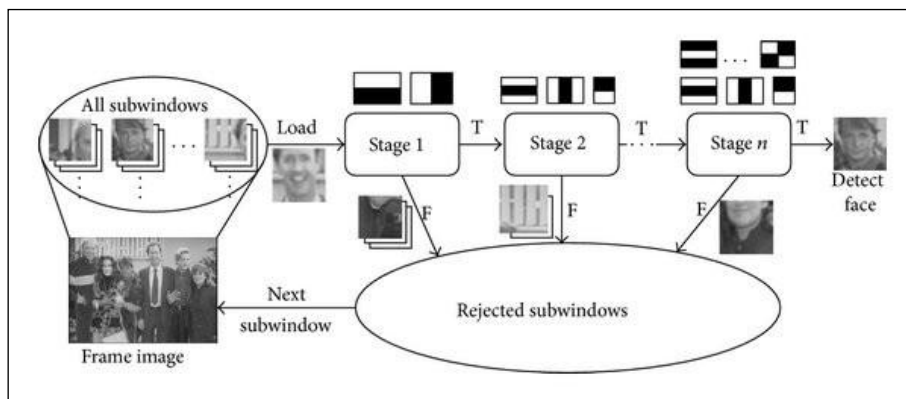 All subwindows
. . .
Load
Stage 1
T
Stage 2
T
. . .
Stage n
T
Detect
face
F
F
F
Rejected subwindows
Next
subwindow
Frame image